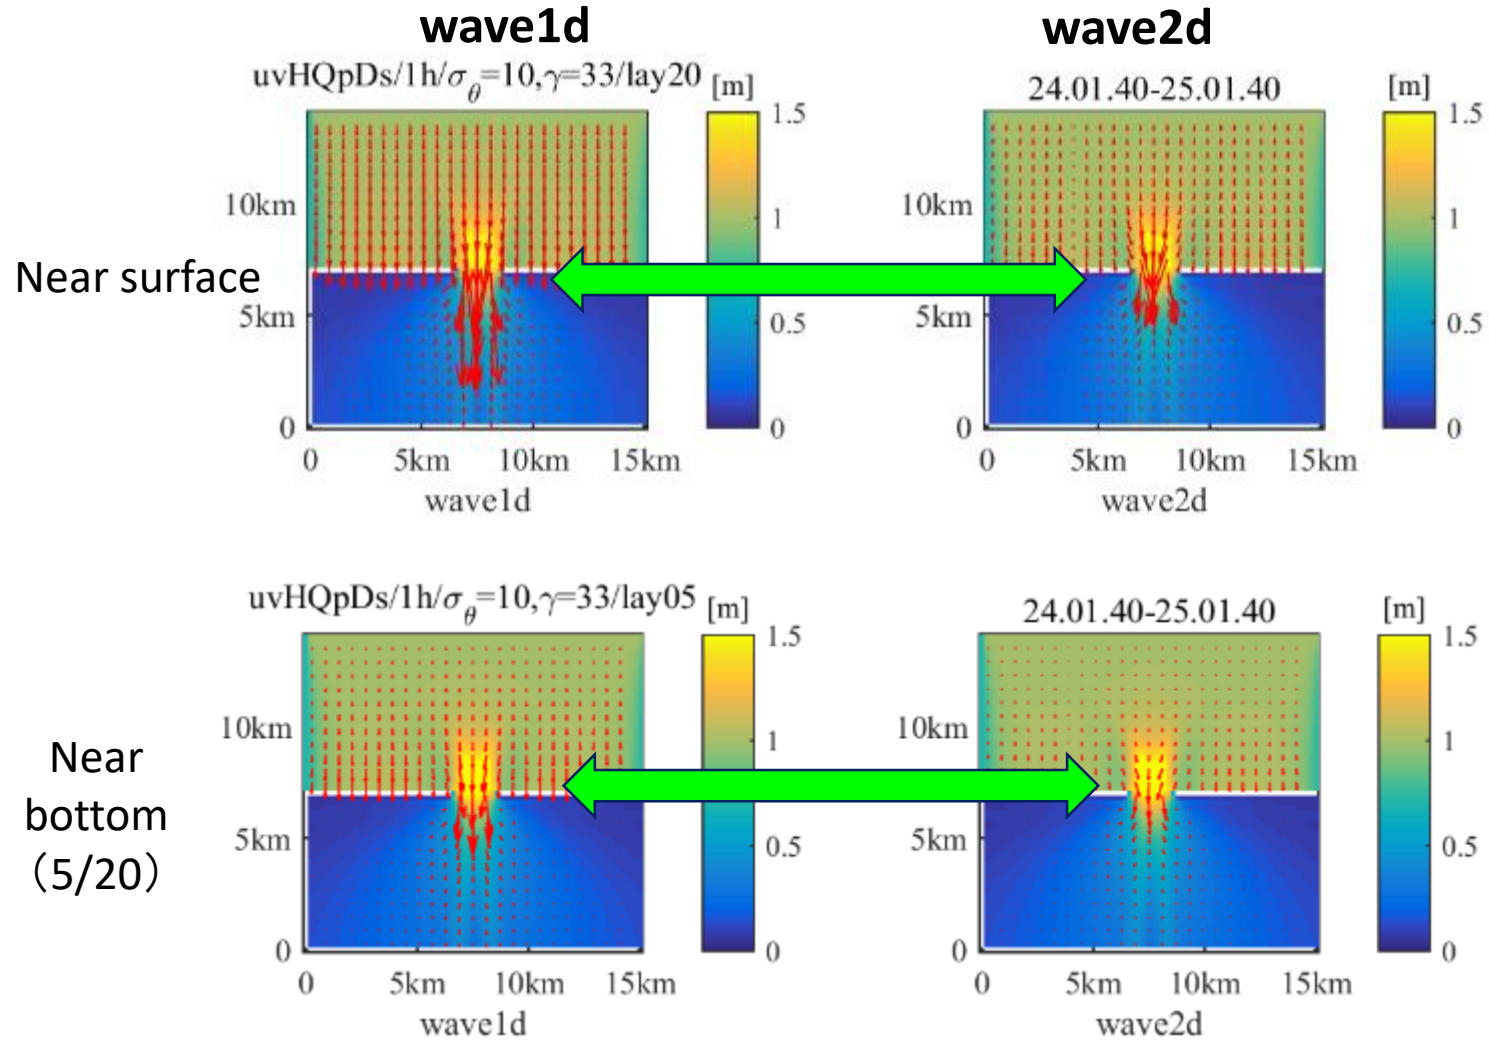 wave1d
wave2d
uvHQpDs/1h/σθ=10,γ=33/lay20
[m]
24.01.40-25.01.40
[m]
1.5
1
0.5
0
10km
5km
0
0 5km 10km 15km
wave1d
1.5
1
0.5
0
10km
5km
0
0 5km 10km 15km
wave2d
Near surface
uvHQpDs/1h/σθ=10,γ=33/lay05
[m]
24.01.40-25.01.40
[m]
1.5
1
0.5
0
10km
5km
0
0 5km 10km 15km
wave1d
1.5
1
0.5
0
10km
5km
0
0 5km 10km 15km
wave2d
Near
bottom
（5/20）